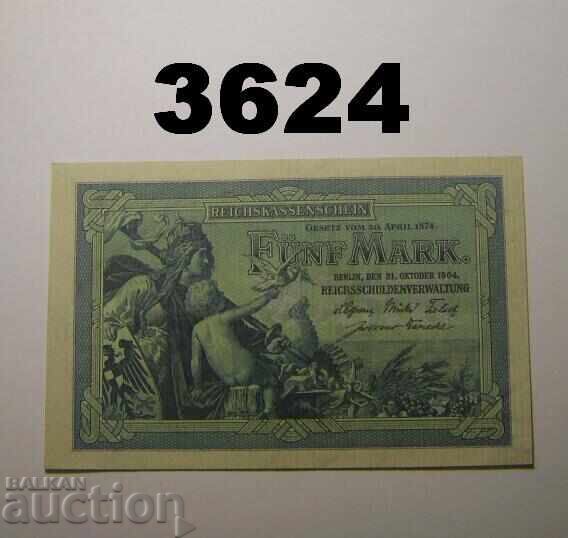 3624
REICHSKASSENSCHEIN
GESETZ VOM 30. APRIL 1874.
FÜNF MARK.
BERLIN, DEN 31. OKTOBER 1904.
REICHSSCHULDENVERWALTUNG
BALKAN
auction